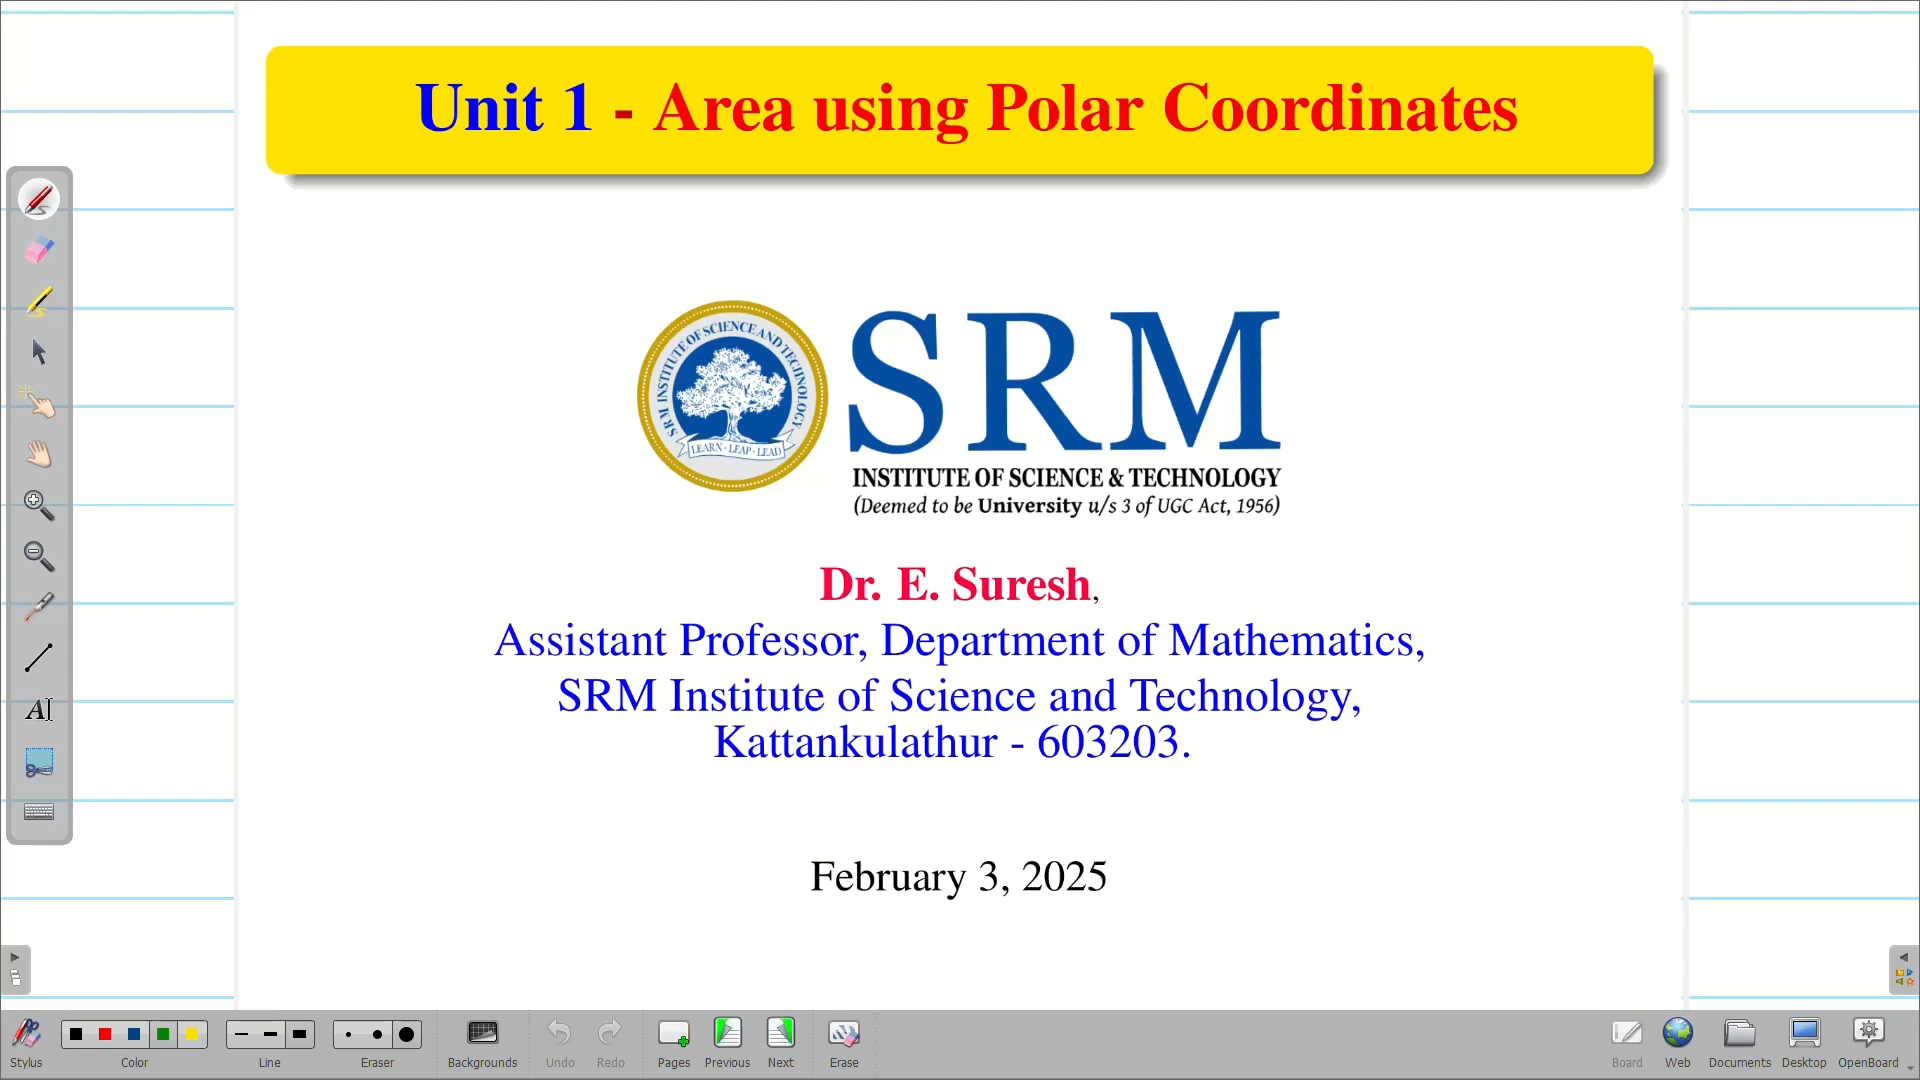 Unit 1 - Area using Polar Coordinates
SRM INSTITUTE OF SCIENCE AND TECHNOLOGY
LEARN · LEAP · LEAD
SRM
INSTITUTE OF SCIENCE & TECHNOLOGY
(Deemed to be University u/s 3 of UGC Act, 1956)
Dr. E. Suresh,
Assistant Professor, Department of Mathematics,
SRM Institute of Science and Technology,
Kattankulathur - 603203.
February 3, 2025
AI
Stylus
Color
Line
Eraser
Backgrounds
Undo
Redo
Pages
Previous
Next
Erase
Board
Web
Documents
Desktop
OpenBoard